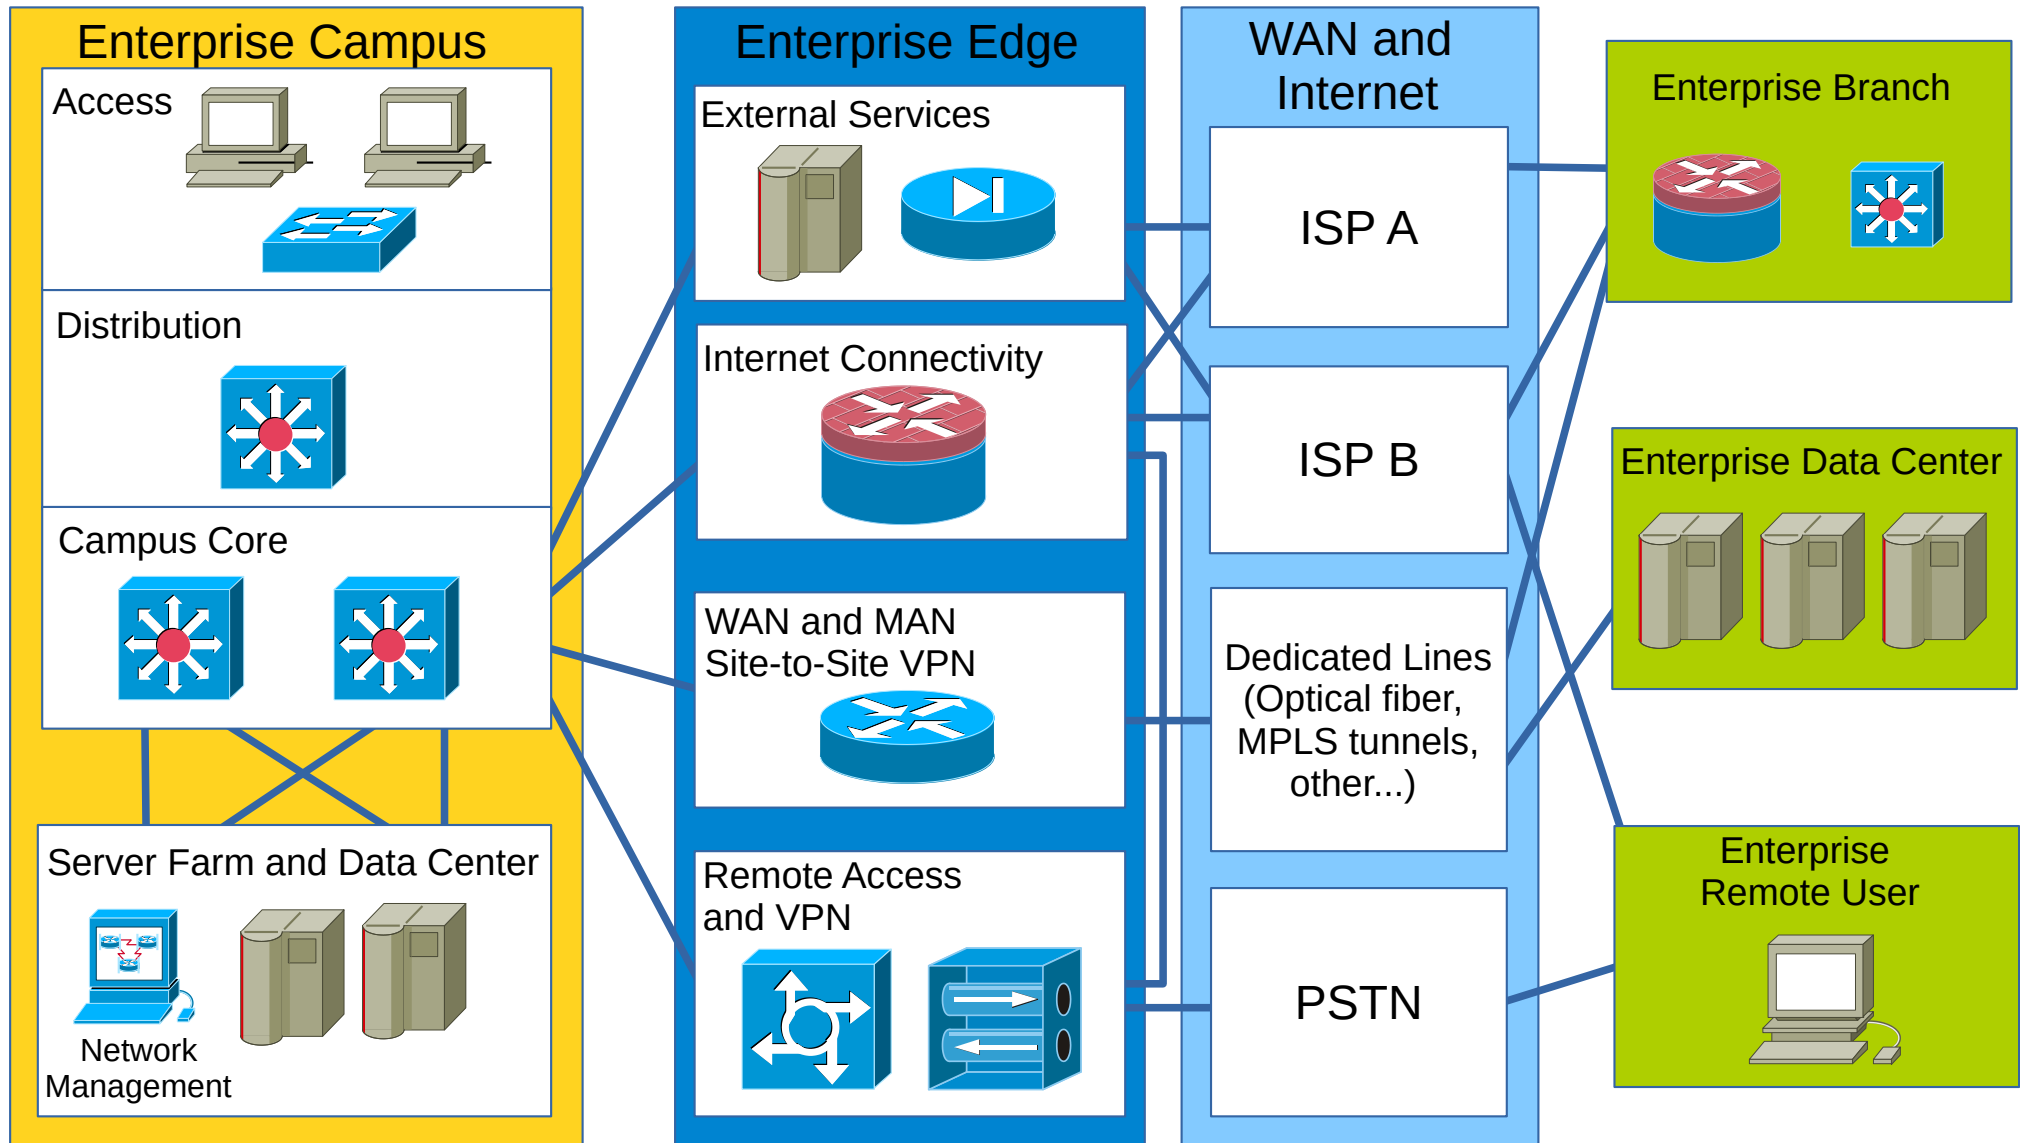 Enterprise Campus
Access
Distribution
Campus Core
Server Farm and Data Center
Network
Management
Enterprise Edge
External Services
Internet Connectivity
WAN and MAN
Site-to-Site VPN
Remote Access
and VPN
WAN and
Internet
ISP A
ISP B
Dedicated Lines
(Optical fiber,
MPLS tunnels,
other...)
PSTN
Enterprise Branch
Enterprise Data Center
Enterprise
Remote User